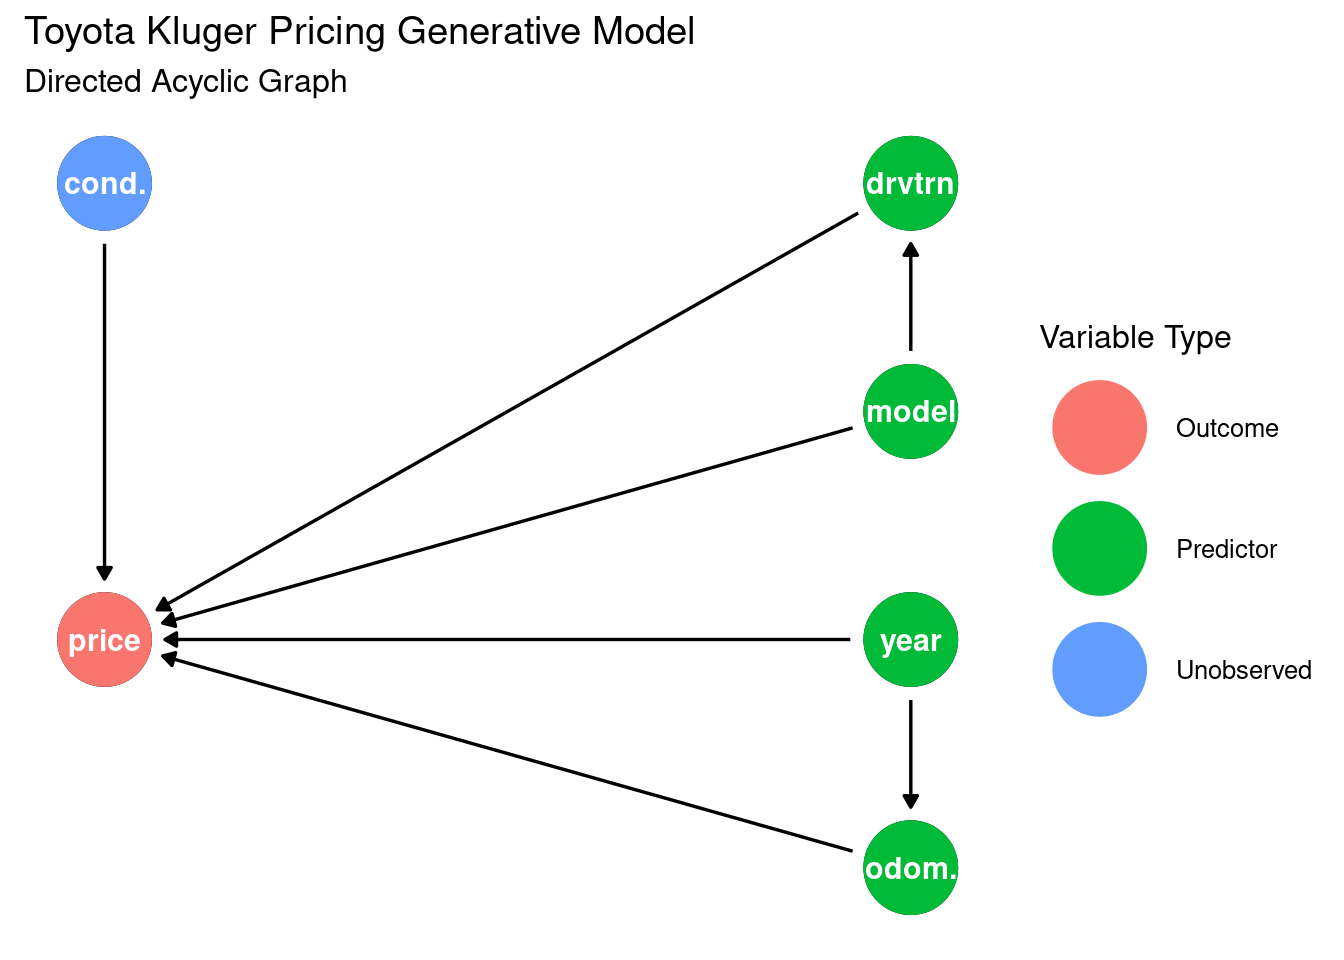 Toyota Kluger Pricing Generative Model
Directed Acyclic Graph
cond.
drvtrn
model
price
year
odom.
Variable Type
Outcome
Predictor
Unobserved